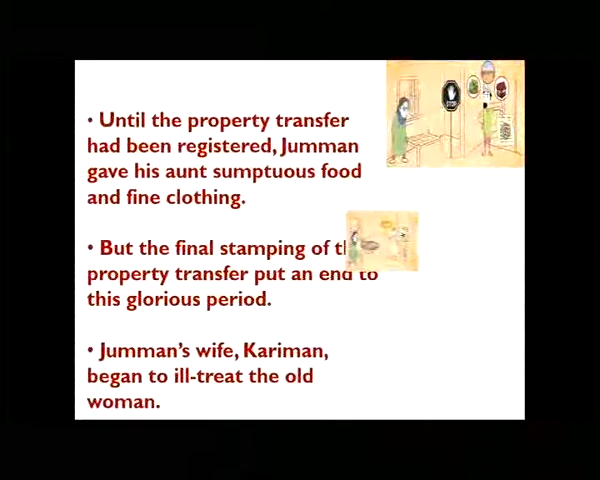 • Until the property transfer
had been registered, Jumman
gave his aunt sumptuous food
and fine clothing.
• But the final stamping of
property transfer put an end to
this glorious period.
• Jumman's wife, Kariman,
began to ill-treat the old
woman.
STOP